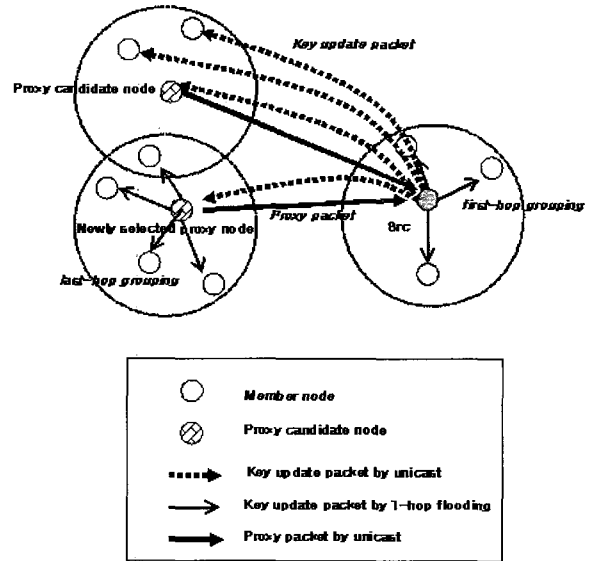 Key update packet
Proxy candidate node
first-hop grouping
Proxy packet
Src
Newly selected proxy node
last-hop grouping
Member node
Proxy candidate node
Key update packet by unicast
Key update packet by 1-hop flooding
Proxy packet by unicast